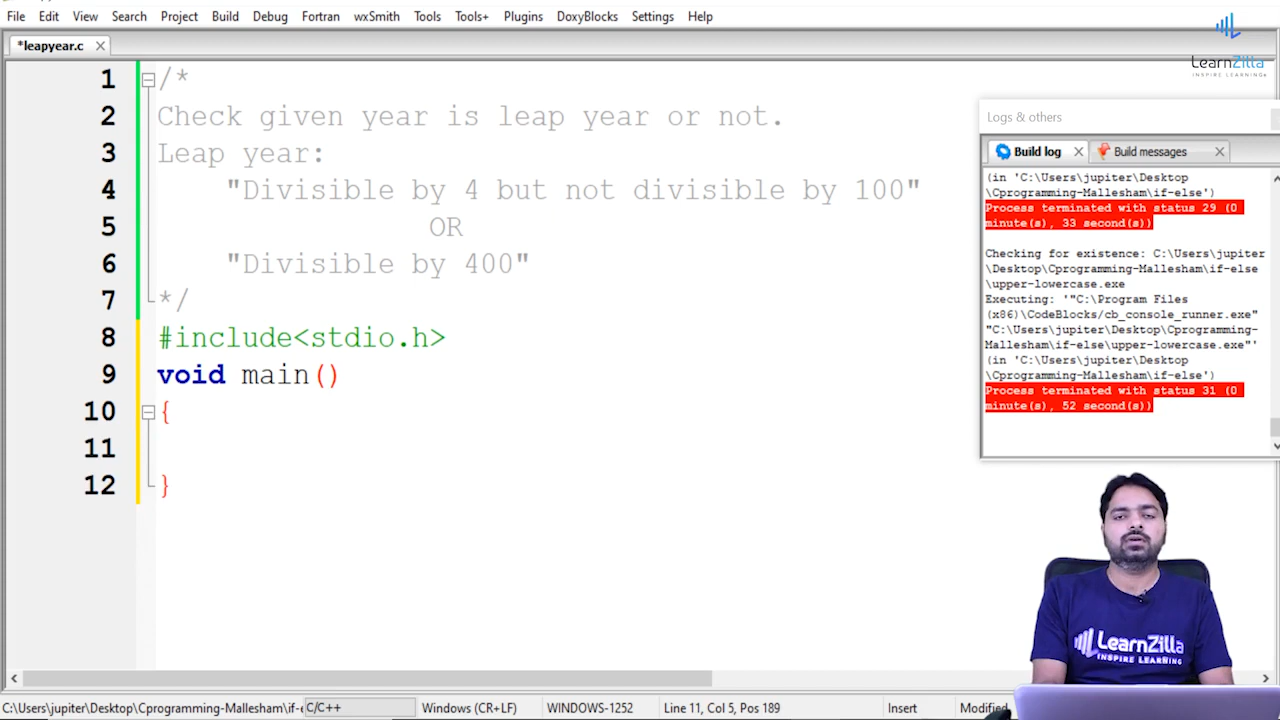 File Edit View Search Project Build Debug Fortran wxSmith Tools Tools+ Plugins DoxyBlocks Settings Help
*leapyear.c
LearnZilla
INSPIRE LEARNING
1 /*
2 Check given year is leap year or not.
3 Leap year:
4 "Divisible by 4 but not divisible by 100"
5 OR
6 "Divisible by 400"
7 */
8 #include<stdio.h>
9 void main()
10 {
11
12 }
Logs & others
Build log Build messages
(in 'C:\Users\jupiter\Desktop
\Cprogramming-Mallesham\if-else')
Process terminated with status 29 (0
minute(s), 33 second(s))
Checking for existence: C:\Users\jupiter
\Desktop\Cprogramming-Mallesham\if-else
\upper-lowercase.exe
Executing: '"C:\Program Files
(x86)\CodeBlocks/cb_console_runner.exe"
"C:\Users\jupiter\Desktop\Cprogramming-
Mallesham\if-else\upper-lowercase.exe"'
(in 'C:\Users\jupiter\Desktop
\Cprogramming-Mallesham\if-else')
Process terminated with status 31 (0
minute(s), 52 second(s))
LearnZilla
INSPIRE LEARNING
C:\Users\jupiter\Desktop\Cprogramming-Mallesham\if-e C/C++ Windows (CR+LF) WINDOWS-1252 Line 11, Col 5, Pos 189 Insert Modified